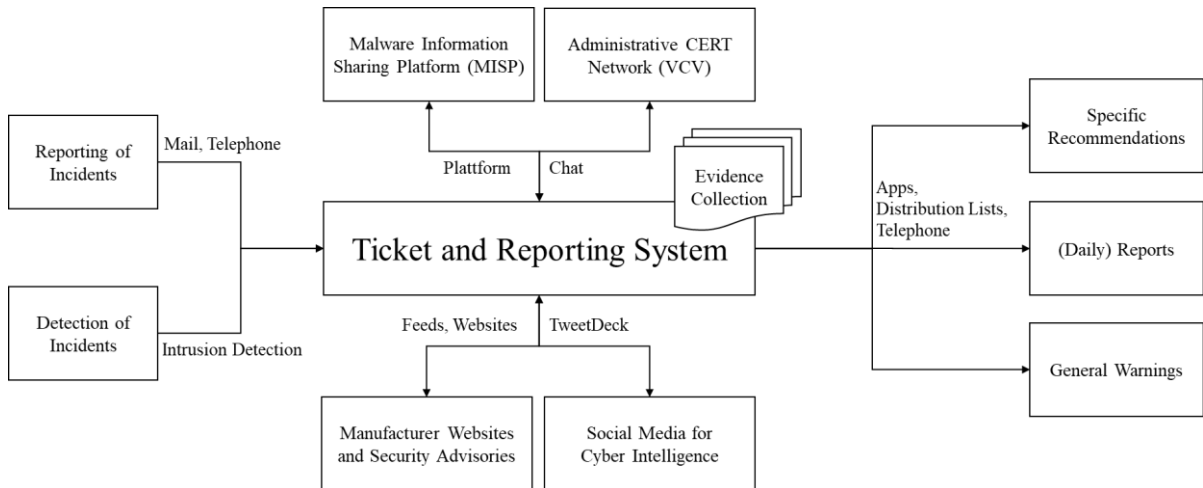 Malware Information
Sharing Platform (MISP)
Administrative CERT
Network (VCV)
Reporting of
Incidents
Mail, Telephone
Plattform
Chat
Evidence
Collection
Specific
Recommendations
Apps,
Distribution Lists,
Telephone
Ticket and Reporting System
(Daily) Reports
Detection of
Incidents
Intrusion Detection
Feeds, Websites
TweetDeck
General Warnings
Manufacturer Websites
and Security Advisories
Social Media for
Cyber Intelligence